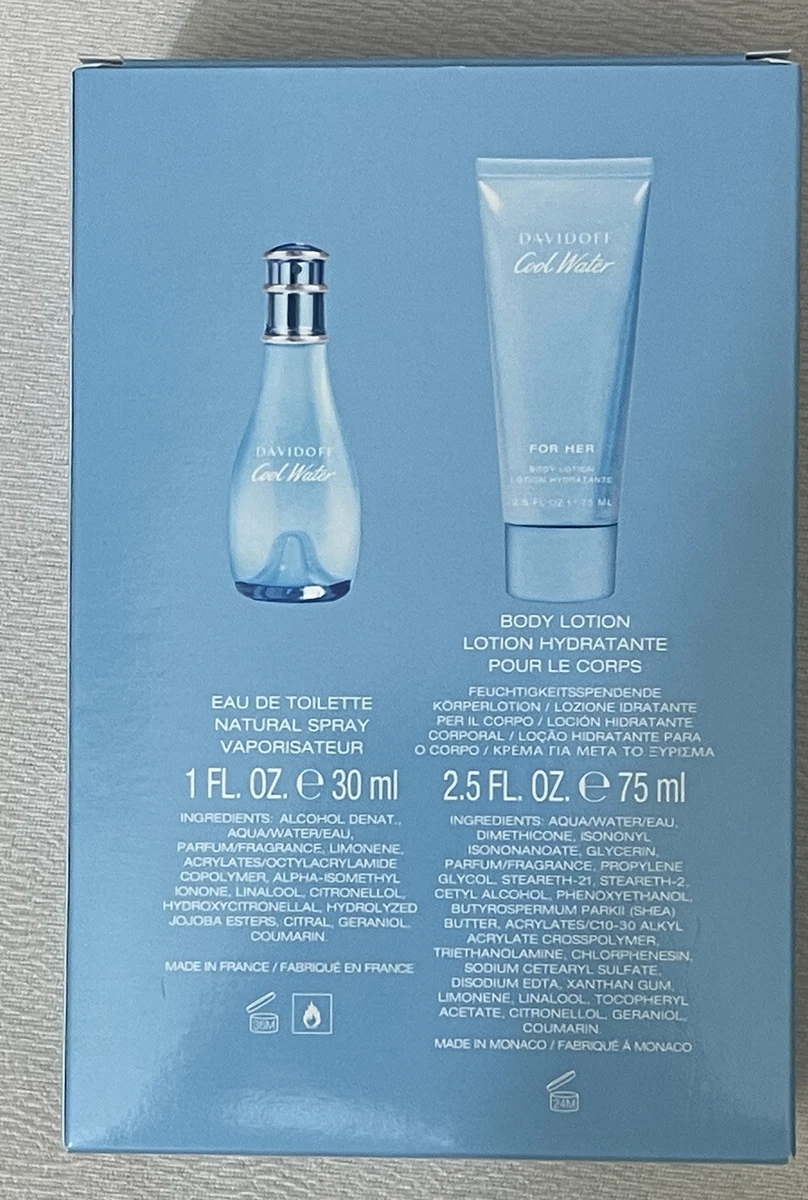 DAVIDOFF
Cool Water
FOR HER
BODY LOTION
LOTION HYDRATANTE
2.5 FL OZ e 75 ML
DAVIDOFF
Cool Water
EAU DE TOILETTE
NATURAL SPRAY
VAPORISATEUR
1 FL. OZ. e 30 ml
INGREDIENTS: ALCOHOL DENAT.,
AQUA/WATER/EAU,
PARFUM/FRAGRANCE, LIMONENE,
ACRYLATES/OCTYLACRYLAMIDE
COPOLYMER, ALPHA-ISOMETHYL
IONONE, LINALOOL, CITRONELLOL,
HYDROXYCITRONELLAL, HYDROLYZED
JOJOBA ESTERS, CITRAL, GERANIOL,
COUMARIN.
MADE IN FRANCE / FABRIQUÉ EN FRANCE
36M
BODY LOTION
LOTION HYDRATANTE
POUR LE CORPS
FEUCHTIGKEITSSPENDENDE
KÖRPERLOTION / LOZIONE IDRATANTE
PER IL CORPO / LOCIÓN HIDRATANTE
CORPORAL / LOÇÃO HIDRATANTE PARA
O CORPO / ΚΡΕΜΑ ΓΙΑ ΜΕΤΑ ΤΟ ΞΥΡΙΣΜΑ
2.5 FL. OZ. e 75 ml
INGREDIENTS: AQUA/WATER/EAU,
DIMETHICONE, ISONONYL
ISONONANOATE, GLYCERIN,
PARFUM/FRAGRANCE, PROPYLENE
GLYCOL, STEARETH-21, STEARETH-2,
CETYL ALCOHOL, PHENOXYETHANOL,
BUTYROSPERMUM PARKII (SHEA)
BUTTER, ACRYLATES/C10-30 ALKYL
ACRYLATE CROSSPOLYMER,
TRIETHANOLAMINE, CHLORPHENESIN,
SODIUM CETEARYL SULFATE,
DISODIUM EDTA, XANTHAN GUM,
LIMONENE, LINALOOL, TOCOPHERYL
ACETATE, CITRONELLOL, GERANIOL,
COUMARIN.
MADE IN MONACO / FABRIQUÉ À MONACO
24M